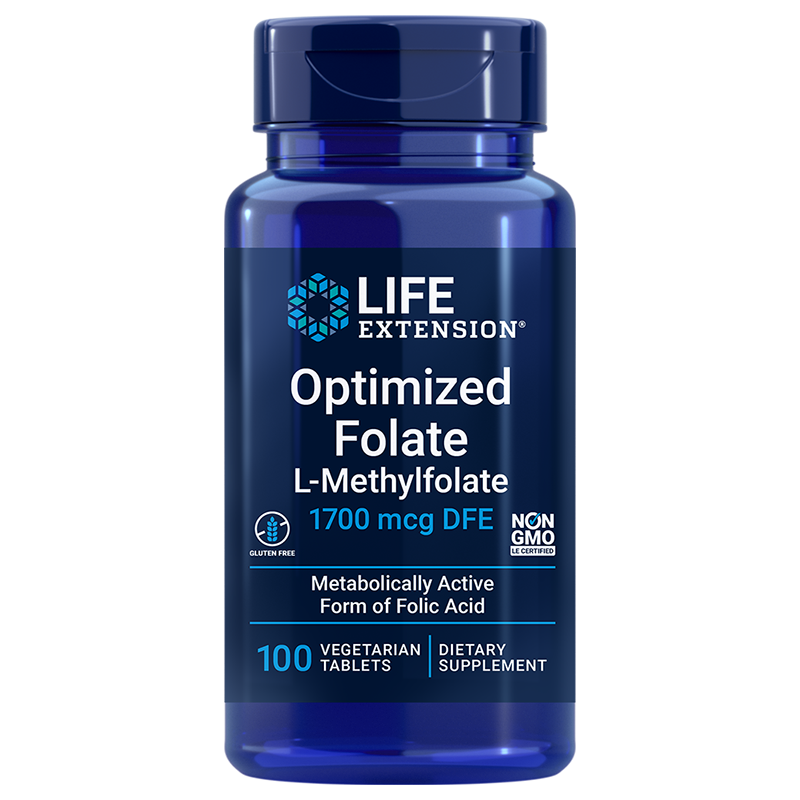 LIFE
EXTENSION®
Optimized
Folate
L-Methylfolate
1700 mcg DFE
GLUTEN FREE
NON
GMO
LE CERTIFIED
Metabolically Active
Form of Folic Acid
100 VEGETARIAN TABLETS
DIETARY SUPPLEMENT